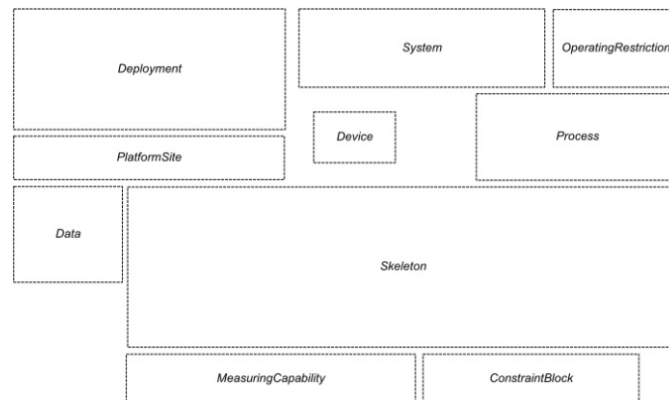 Deployment
System
OperatingRestriction
PlatformSite
Device
Process
Data
Skeleton
MeasuringCapability
ConstraintBlock